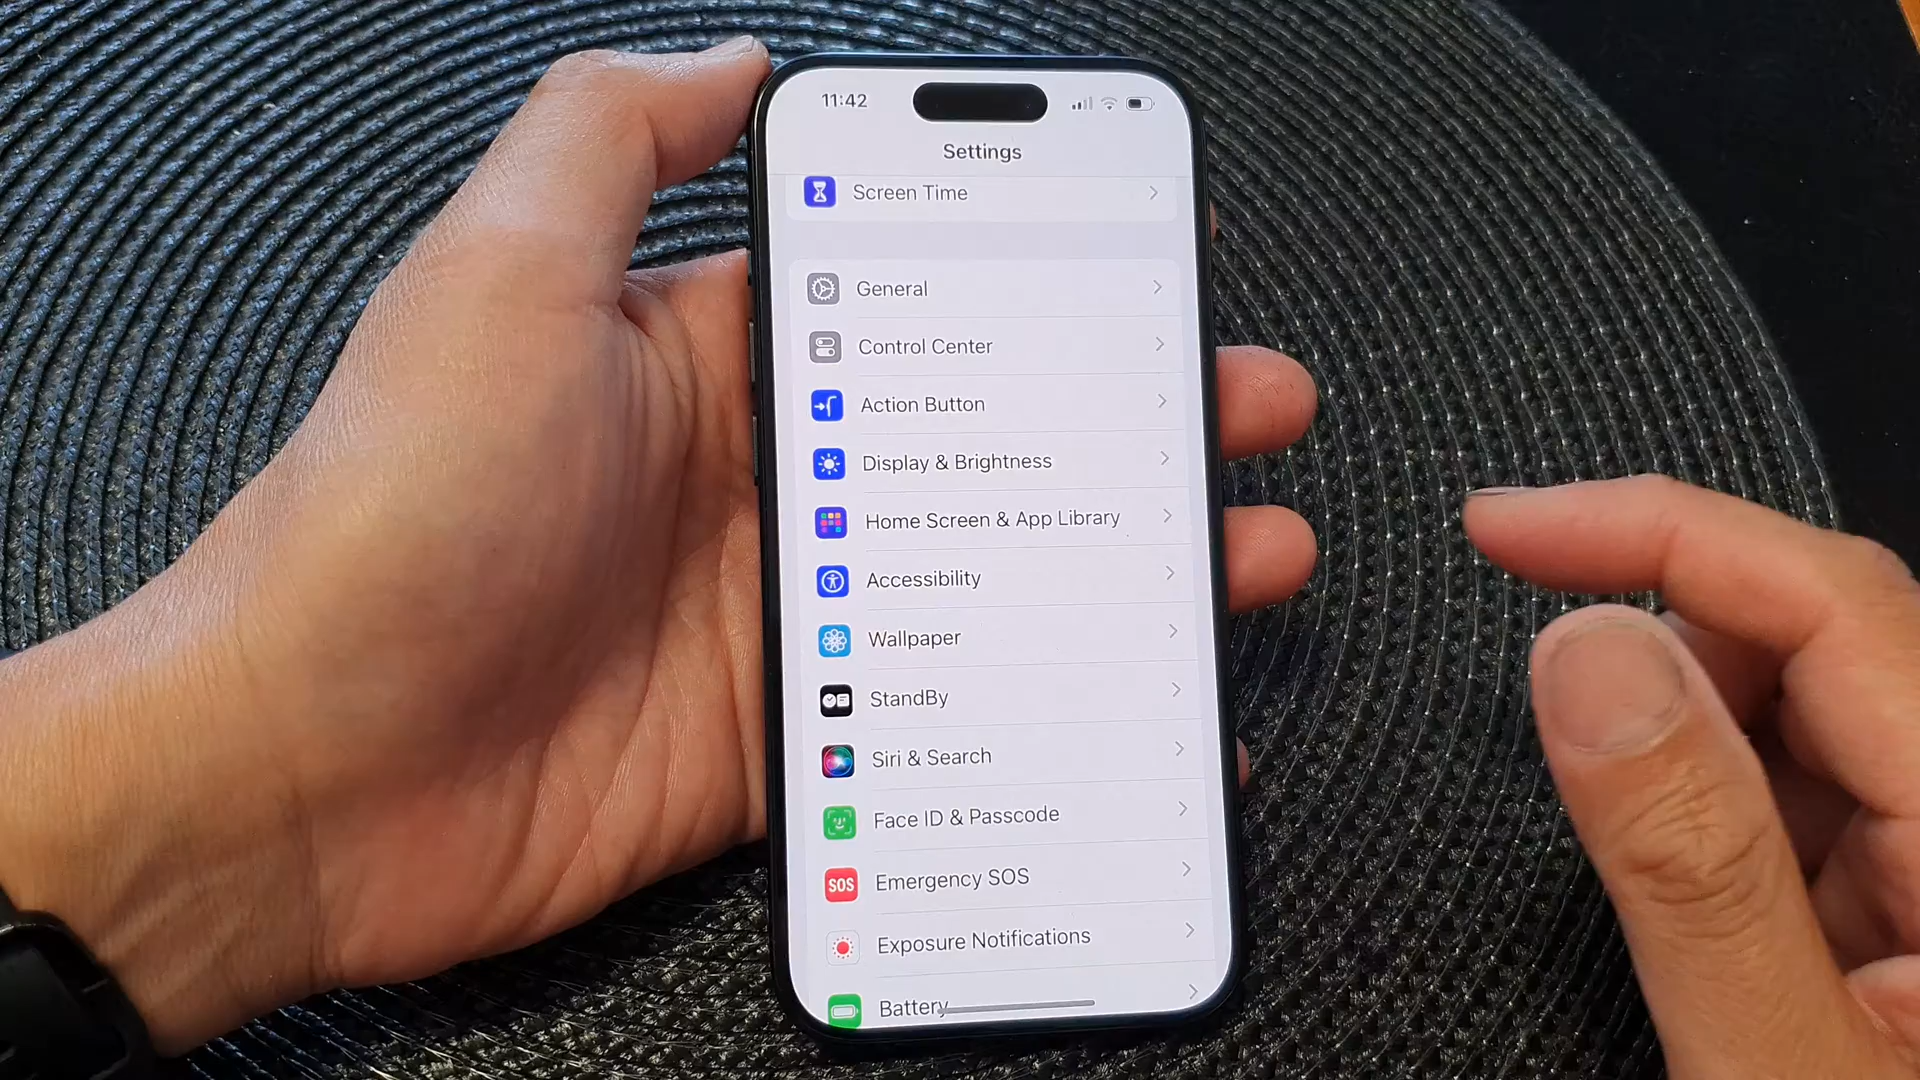 11:42
Settings
Screen Time
General
Control Center
Action Button
Display & Brightness
Home Screen & App Library
Accessibility
Wallpaper
StandBy
Siri & Search
Face ID & Passcode
SOS Emergency SOS
Exposure Notifications
Battery